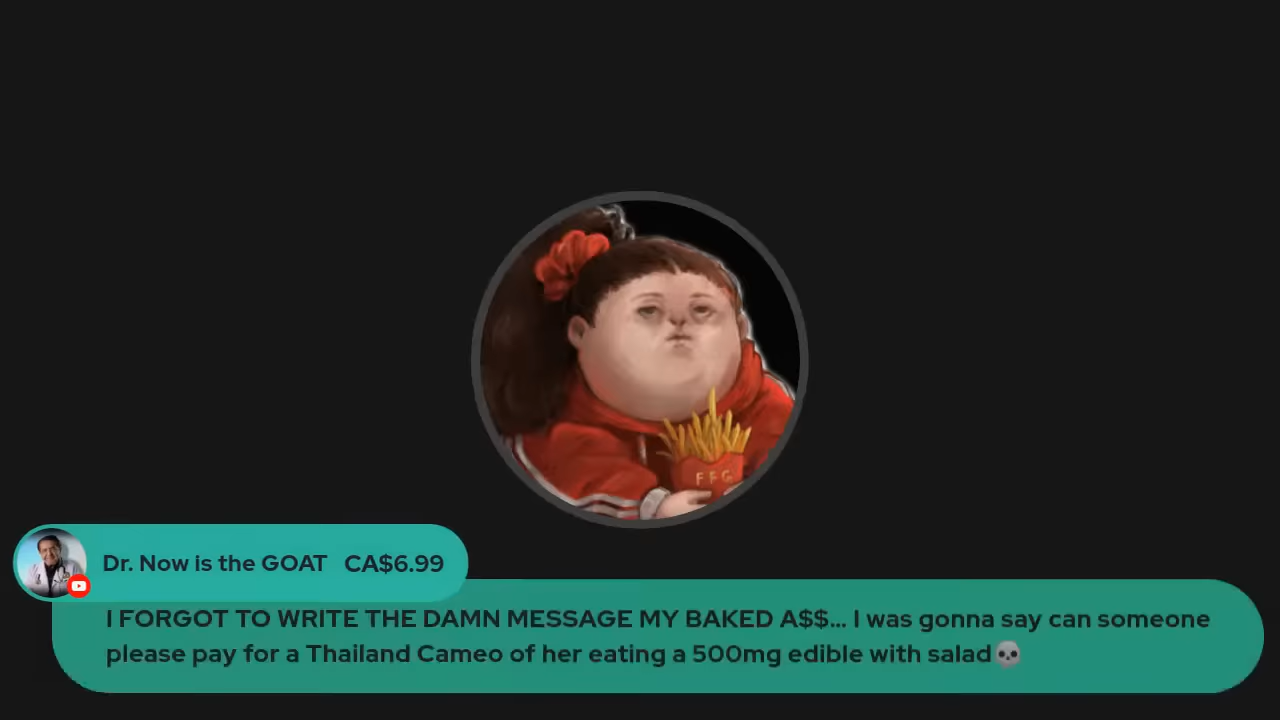 FFG
Dr. Now is the GOAT CA$6.99
I FORGOT TO WRITE THE DAMN MESSAGE MY BAKED A$$... I was gonna say can someone
please pay for a Thailand Cameo of her eating a 500mg edible with salad💀